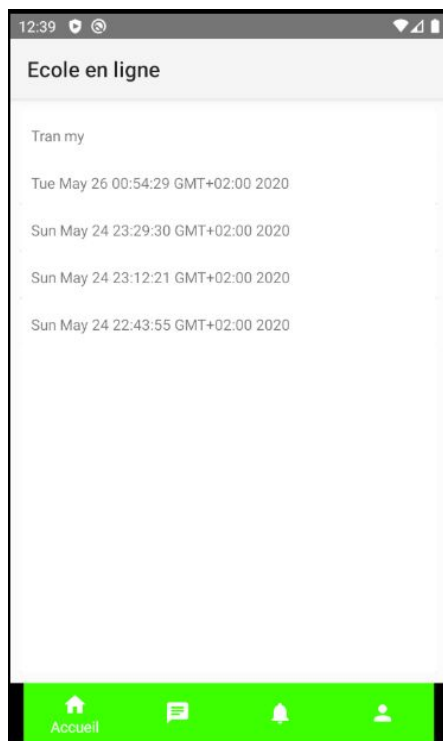 12:39
Ecole en ligne
Tran my
Tue May 26 00:54:29 GMT+02:00 2020
Sun May 24 23:29:30 GMT+02:00 2020
Sun May 24 23:12:21 GMT+02:00 2020
Sun May 24 22:43:55 GMT+02:00 2020
Accueil